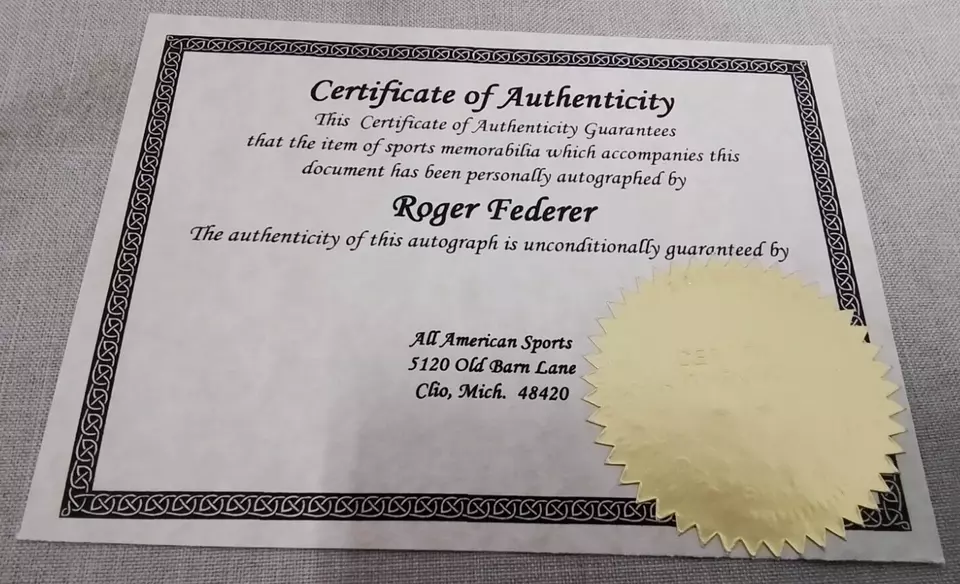 Certificate of Authenticity
This Certificate of Authenticity Guarantees
that the item of sports memorabilia which accompanies this
document has been personally autographed by
Roger Federer
The authenticity of this autograph is unconditionally guaranteed by
All American Sports
5120 Old Barn Lane
Clio, Mich. 48420